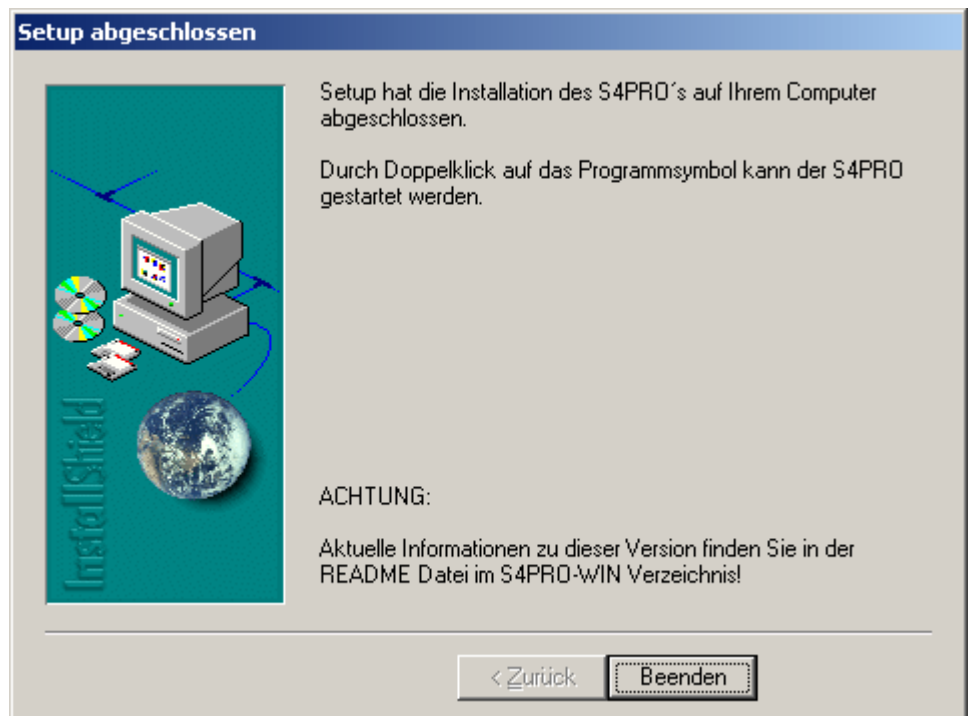 Setup abgeschlossen
Setup hat die Installation des S4PRO´s auf Ihrem Computer
abgeschlossen.
Durch Doppelklick auf das Programmsymbol kann der S4PRO
gestartet werden.
InstallShield
ACHTUNG:
Aktuelle Informationen zu dieser Version finden Sie in der
README Datei im S4PRO-WIN Verzeichnis!
< Zurück
Beenden